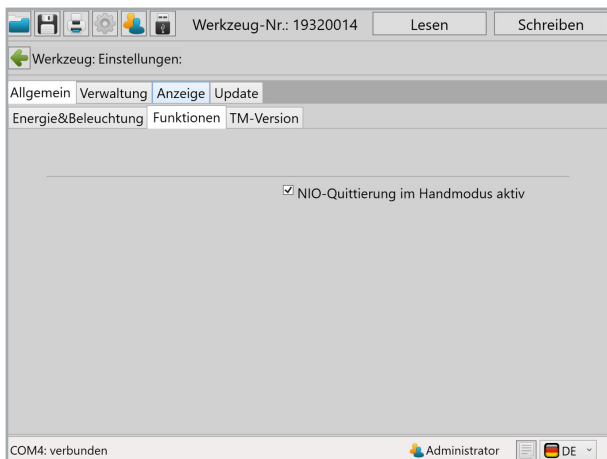 Werkzeug-Nr.: 19320014 Lesen Schreiben
Werkzeug: Einstellungen:
Allgemein Verwaltung Anzeige Update
Energie&Beleuchtung Funktionen TM-Version
NIO-Quittierung im Handmodus aktiv
COM4: verbunden Administrator DE